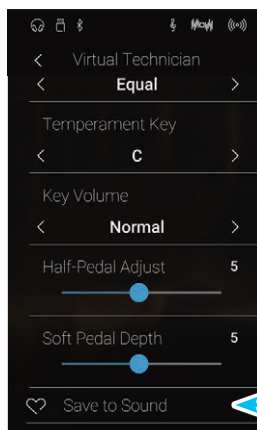 Virtual Technician
Equal
Temperament Key
C
Key Volume
Normal
Half-Pedal Adjust 5
Soft Pedal Depth 5
Save to Sound